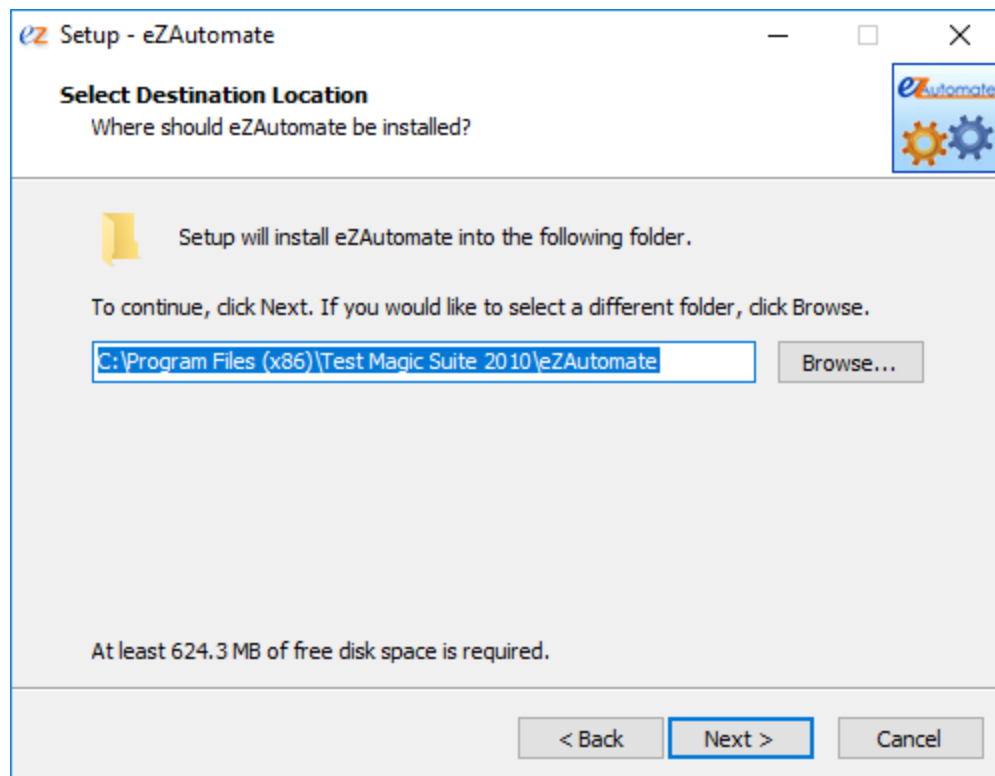 eZ Setup - eZAutomate
Select Destination Location
Where should eZAutomate be installed?
eZAutomate
Setup will install eZAutomate into the following folder.
To continue, click Next. If you would like to select a different folder, click Browse.
C:\Program Files (x86)\Test Magic Suite 2010\eZAutomate
Browse...
At least 624.3 MB of free disk space is required.
< Back Next > Cancel